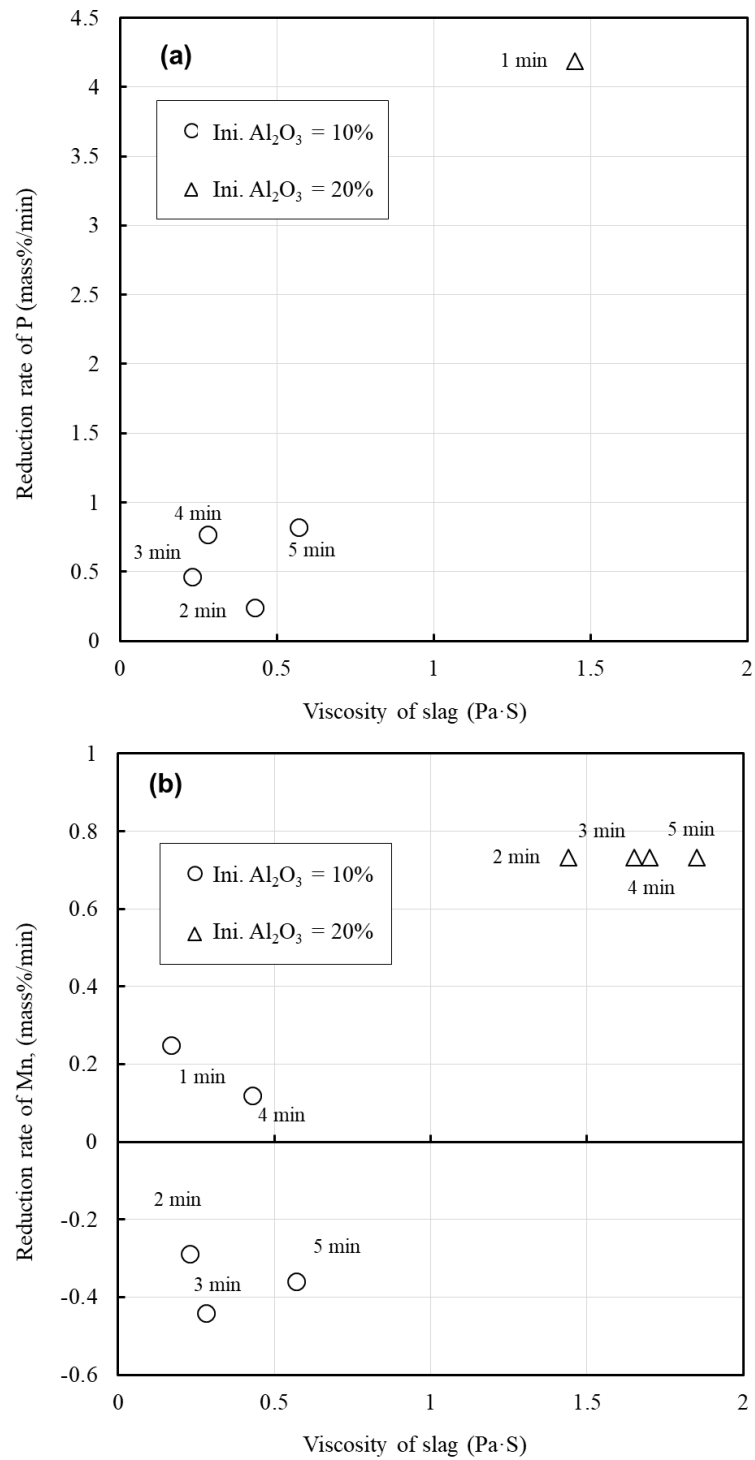 (a)
4.5
4
4.5
3
2.5
2
1.5
1
0.5
0
Reduction rate of P (mass%/min)
Ini. Al₂O₃ = 10%
Ini. Al₂O₃ = 20%
1 min
4 min
3 min
5 min
2 min
0
0.5
1
1.5
2
Viscosity of slag (Pa·S)
(b)
1
0.8
0.6
0.4
0.2
0
-0.2
-0.4
-0.6
Reduction rate of Mn, (mass%/min)
Ini. Al₂O₃ = 10%
Ini. Al₂O₃ = 20%
3 min
5 min
2 min
4 min
1 min
4 min
2 min
5 min
3 min
0
0.5
1
1.5
2
Viscosity of slag (Pa·S)